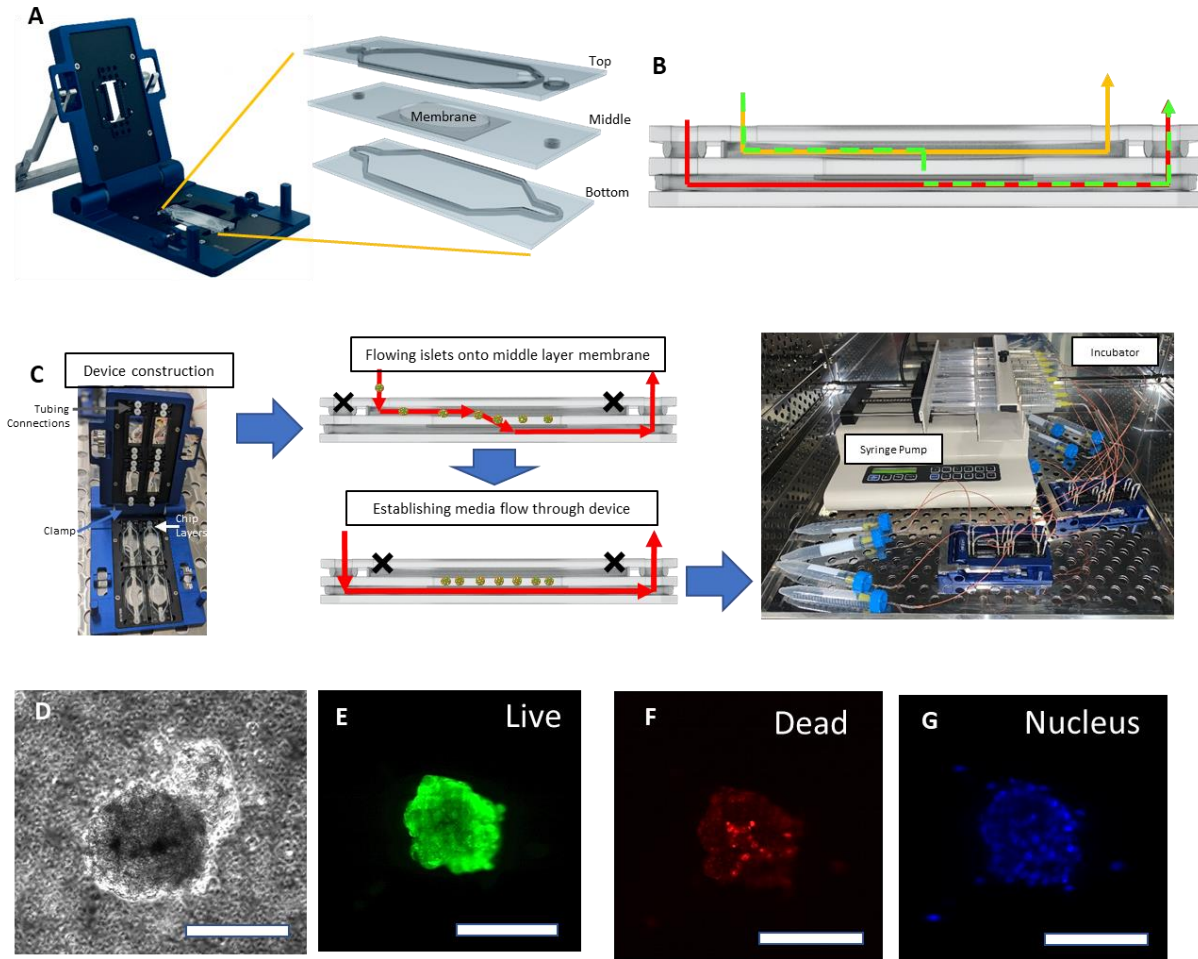 A
Top
Middle
Membrane
Bottom
B
C
Device construction
Tubing
Connections
Clamp
Chip
Layers
Flowing islets onto middle layer membrane
Establishing media flow through device
Incubator
Syringe Pump
D
E
Live
F
Dead
G
Nucleus